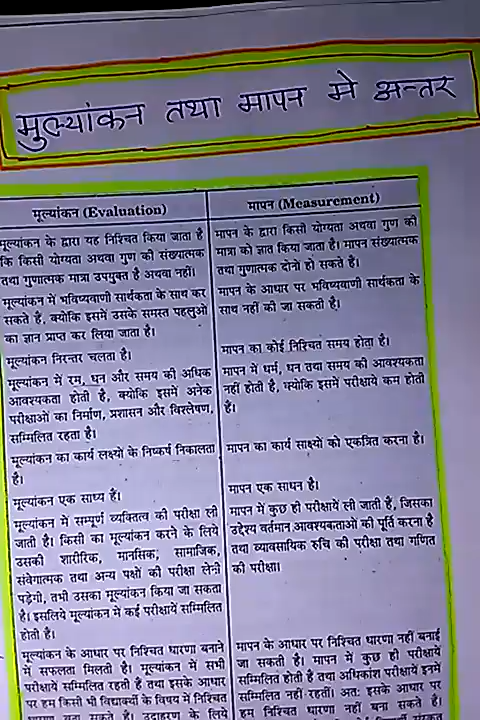 मुल्यांकन तथा मापन मे अन्तर
मूल्यांकन (Evaluation)
मूल्यांकन के द्वारा यह निश्चित किया जाता है
कि किसी योग्यता अथवा गुण की संख्यात्मक
तथा गुणात्मक मात्रा उपयुक्त है अथवा नहीं।
मूल्यांकन में भविष्यवाणी सार्थकता के साथ कर
सकते हैं, क्योंकि इसमें उसके समस्त पहलुओं
का ज्ञान प्राप्त कर लिया जाता है।
मूल्यांकन निरन्तर चलता है।
मूल्यांकन में रम, धन और समय की अधिक
आवश्यकता होती है, क्योंकि इसमें अनेक
परीक्षाओं का निर्माण, प्रशासन और विश्लेषण,
सम्मिलित रहता है।
मूल्यांकन का कार्य लक्ष्यों के निष्कर्ष निकालता
है।
मूल्यांकन एक साध्य है।
मूल्यांकन में सम्पूर्ण व्यक्तित्व की परीक्षा ली
जाती है। किसी का मूल्यांकन करने के लिये
उसकी शारीरिक, मानसिक, सामाजिक,
संवेगात्मक तथा अन्य पक्षों की परीक्षा लेनी
पड़ेगी, तभी उसका मूल्यांकन किया जा सकता
है। इसलिये मूल्यांकन में कई परीक्षायें सम्मिलित
होती हैं।
मूल्यांकन के आधार पर निश्चित धारणा बनाने
में सफलता मिलती है। मूल्यांकन में सभी
परीक्षायें सम्मिलित रहती हैं तथा इसके आधार
पर हम किसी भी विद्यार्थी के विषय में निश्चित
धारणा बना सकते हैं। उदाहरण के लिये
मापन (Measurement)
मापन के द्वारा किसी योग्यता अथवा गुण की
मात्रा को ज्ञात किया जाता है। मापन संख्यात्मक
तथा गुणात्मक दोनों हो सकते है।
मापन के आधार पर भविष्यवाणी सार्थकता के
साथ नहीं की जा सकती है।
मापन का कोई निश्चित समय होता है।
मापन में धर्म, धन तथा समय की आवश्यकता
नहीं होती है, क्योंकि इसमें परीक्षाये कम होती
है।
मापन का कार्य साक्ष्यों को एकत्रित करना है।
मापन एक साधन है।
मापन में कुछ ही परीक्षायें ली जाती हैं, जिसका
उद्देश्य वर्तमान आवश्यकताओं की पूर्ति करना है
तथा व्यावसायिक रुचि की परीक्षा तथा गणित
की परीक्षा।
मापन के आधार पर निश्चित धारणा नहीं बनाई
जा सकती है। मापन में कुछ ही परीक्षायें
सम्मिलित होती है तथा अधिकांश परीक्षायें इनमें
सम्मिलित नहीं रहतीं। अतः इसके आधार पर
हम निश्चित धारणा नहीं बना सकते हैं।